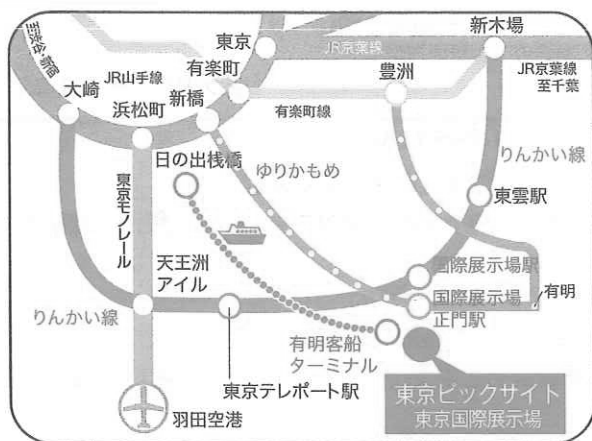 至渋谷・新宿
東京
新木場
JR京葉線
有楽町
JR山手線
豊洲
JR京葉線
至千葉
大崎
新橋
浜松町
有楽町線
日の出桟橋
ゆりかもめ
りんかい線
東京モノレール
東雲駅
天王洲
アイル
国際展示場駅
国際展示場
正門駅
有明
りんかい線
有明客船
ターミナル
東京テレポート駅
東京ビックサイト
東京国際展示場
羽田空港